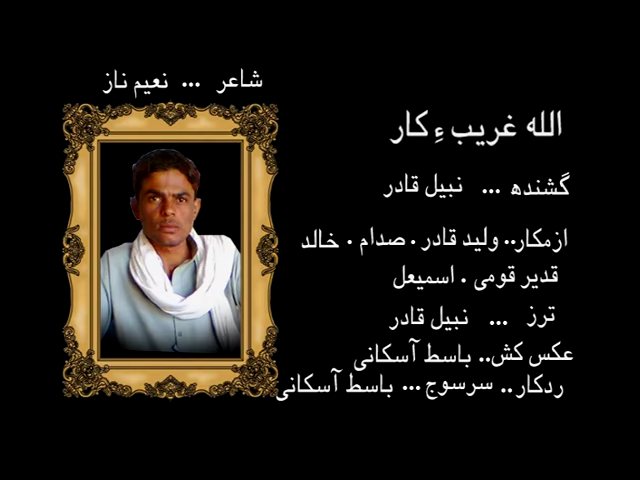 شاعر ... نعیم ناز
الله غریب ءِ کار
گشنده ... نبیل قادر
ازمکار.. ولید قادر . صدام . خالد
قدیر قومی . اسمیعل
ترز ... نبیل قادر
عکس کش.. باسط آسکانی
ردکار.. سرسوج ... باسط آسکانی